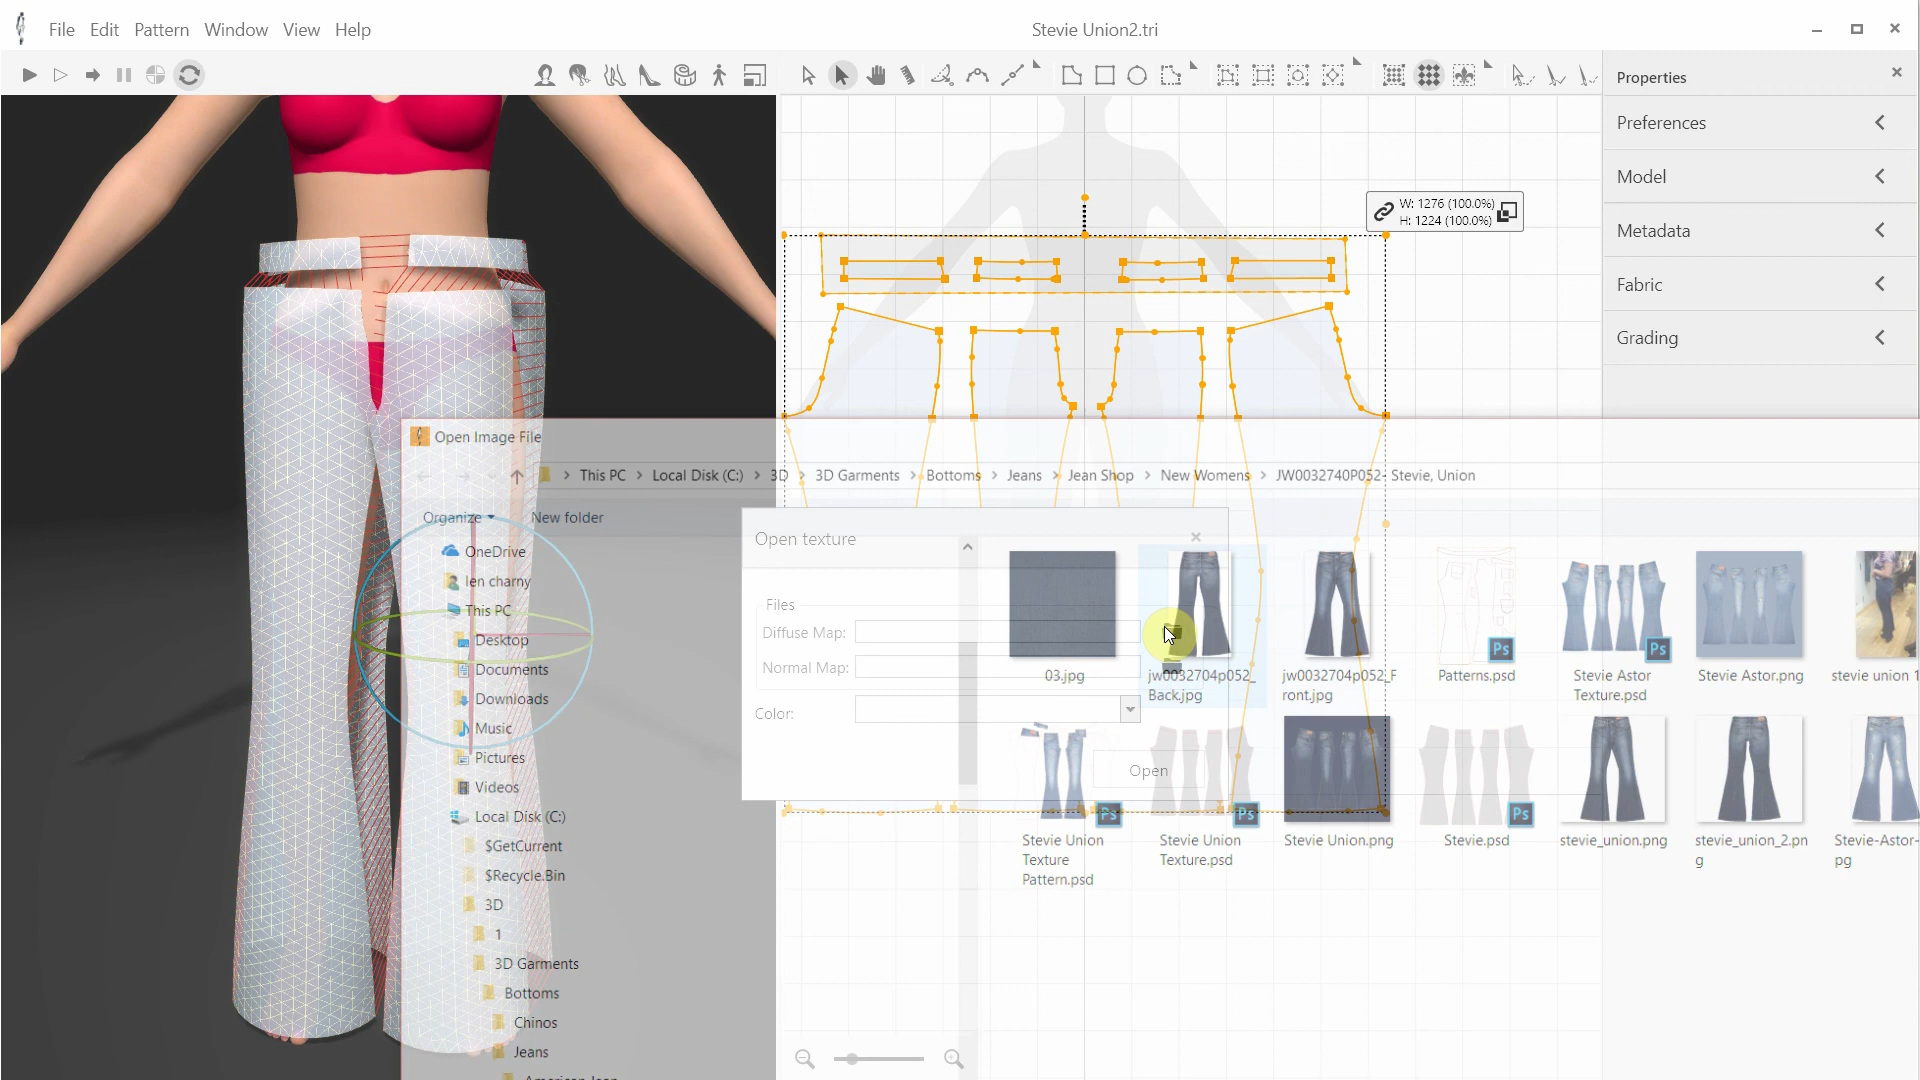 File Edit Pattern Window View Help
Stevie Union2.tri
Properties
Preferences
Model
Metadata
Fabric
Grading
W: 1276 (100.0%)
H: 1224 (100.0%)
Open Image File
This PC > Local Disk (C:) > 3D > 3D Garments > Bottoms > Jeans > Jean Shop > New Womens > JW0032740P052- Stevie, Union
Organize New folder
OneDrive
len charny
This PC
Desktop
Documents
Downloads
Music
Pictures
Videos
Local Disk (C:)
$GetCurrent
$Recycle.Bin
3D
1
3D Garments
Bottoms
Chinos
Jeans
Open texture
Files
Diffuse Map:
Normal Map:
Color:
Open
03.jpg
jw0032704p052_
Back.jpg
jw0032704p052_F
ront.jpg
Ps
Patterns.psd
Ps
Stevie Astor
Texture.psd
Stevie Astor.png
stevie union 1
Ps
Stevie Union
Texture
Pattern.psd
Ps
Stevie Union
Texture.psd
Stevie Union.png
Ps
Stevie.psd
stevie_union.png
stevie_union_2.pn
g
Stevie-Astor-
pg